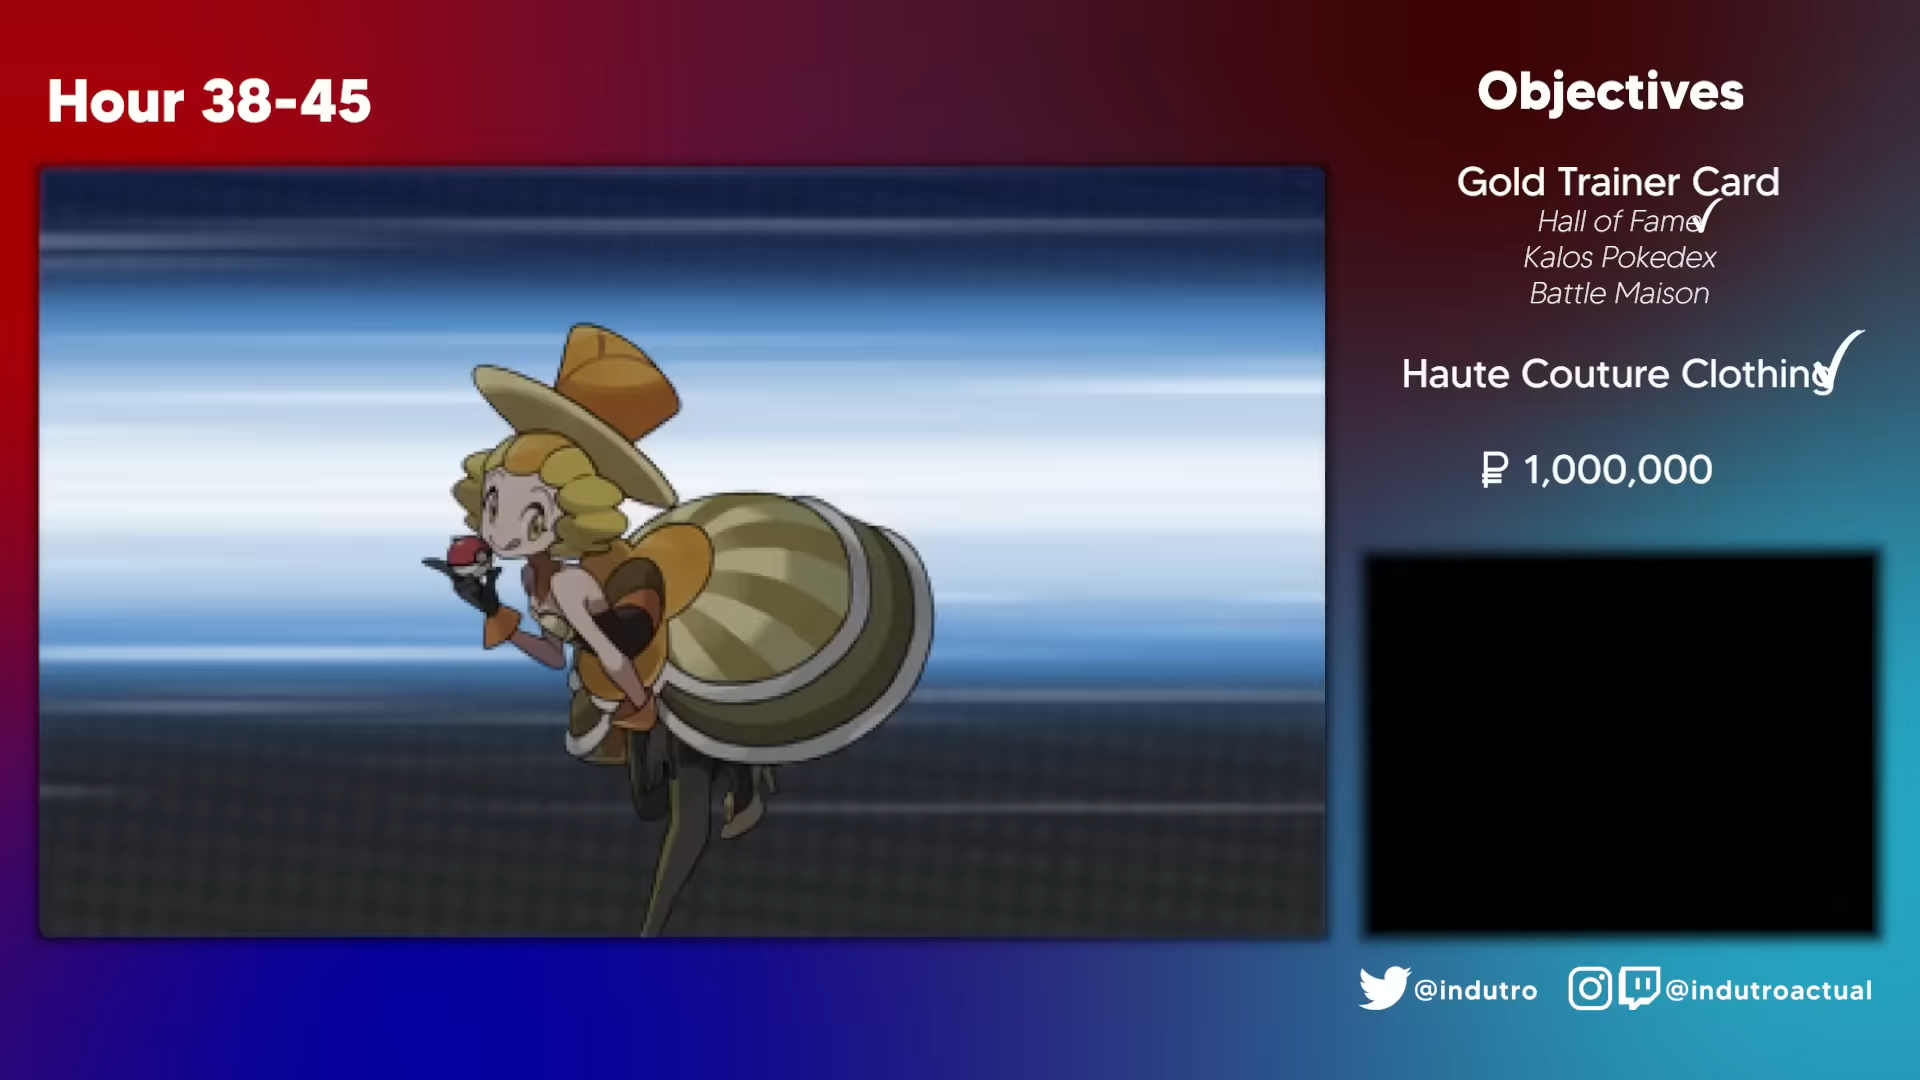 Hour 38-45
Objectives
Gold Trainer Card
Hall of Fame
Kalos Pokedex
Battle Maison
Haute Couture Clothing
1,000,000
@indutro
@indutroactual